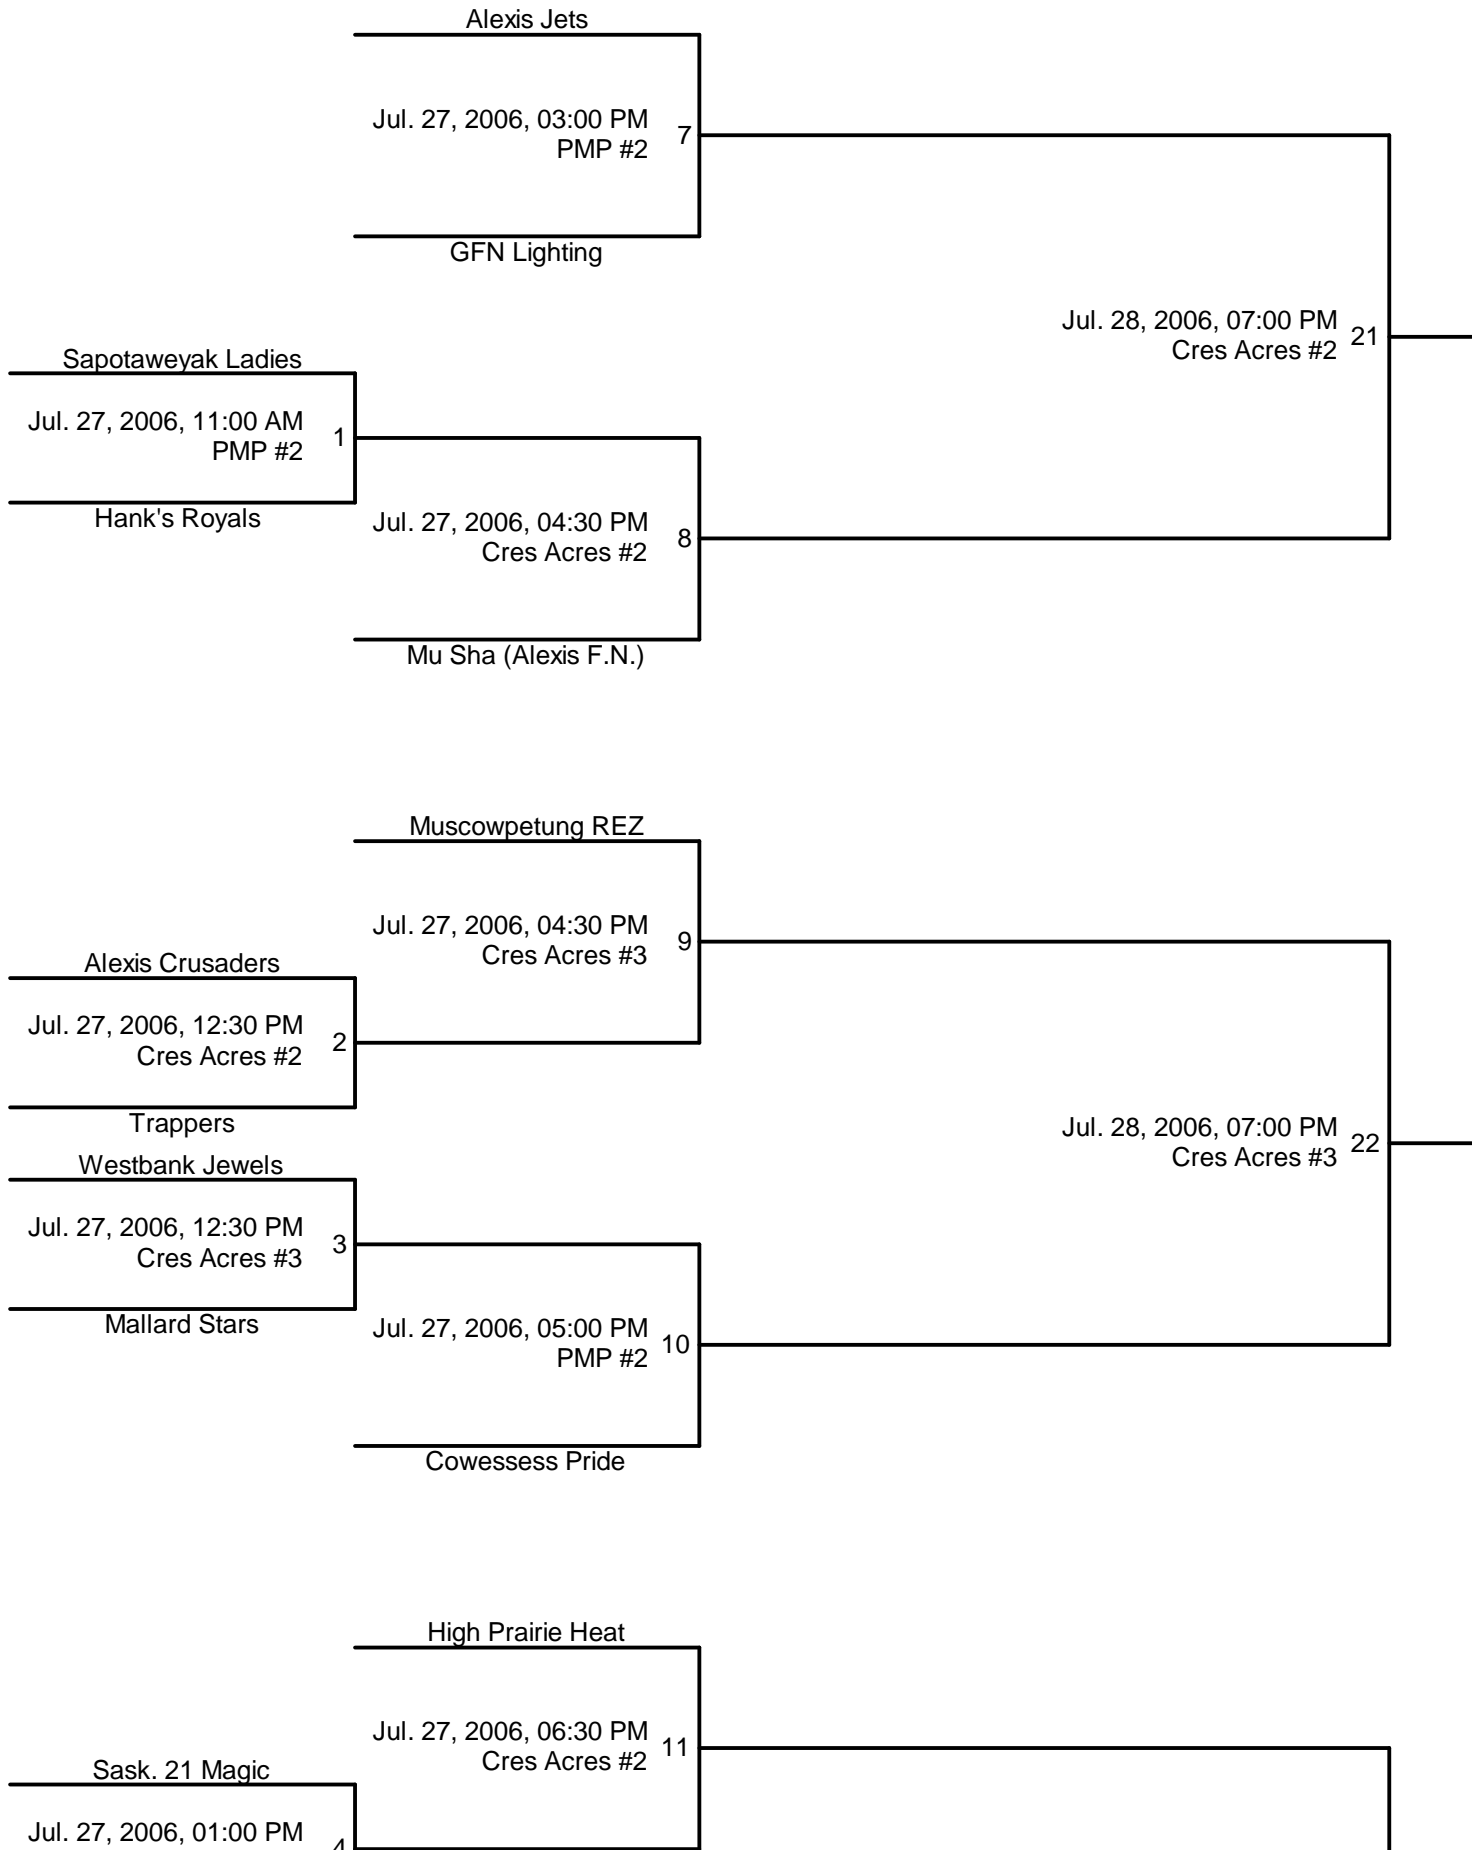 Alexis Jets
Jul. 27, 2006, 03:00 PM
PMP #2
7
GFN Lighting
Jul. 28, 2006, 07:00 PM
Cres Acres #2
21
Sapotaweyak Ladies
Jul. 27, 2006, 11:00 AM
PMP #2
1
Hank's Royals
Jul. 27, 2006, 04:30 PM
Cres Acres #2
8
Mu Sha (Alexis F.N.)
Muscowpetung REZ
Jul. 27, 2006, 04:30 PM
Cres Acres #3
9
Alexis Crusaders
Jul. 27, 2006, 12:30 PM
Cres Acres #2
2
Trappers
Jul. 28, 2006, 07:00 PM
Cres Acres #3
22
Westbank Jewels
Jul. 27, 2006, 12:30 PM
Cres Acres #3
3
Mallard Stars
Jul. 27, 2006, 05:00 PM
PMP #2
10
Cowessess Pride
High Prairie Heat
Jul. 27, 2006, 06:30 PM
Cres Acres #2
11
Sask. 21 Magic
Jul. 27, 2006, 01:00 PM
4